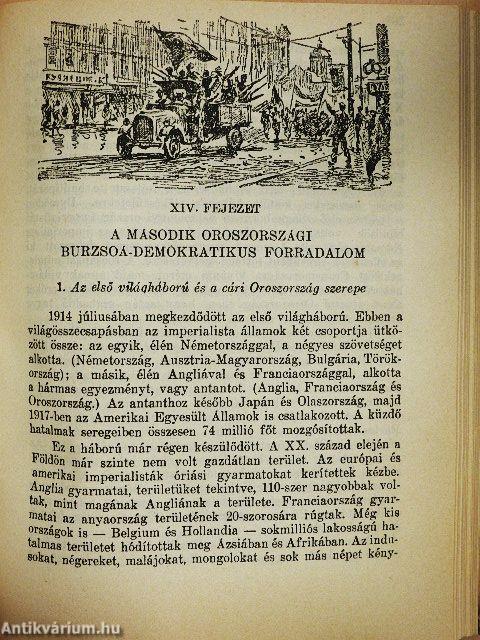 XIV. FEJEZET
A MÁSODIK OROSZORSZÁGI
BURZSOÁ-DEMOKRATIKUS FORRADALOM
1. Az első világháború és a cári Oroszország szerepe
1914 júliusában megkezdődött az első világháború. Ebben a
világösszecsapásban az imperialista államok két csoportja ütkö-
zött össze: az egyik, élén Németországgal, a négyes szövetséget
alkotta. (Németország, Ausztria-Magyarország, Bulgária, Török-
ország); a másik, élén Angliával és Franciaországgal, alkotta
a hármas egyezményt, vagy antantot. (Anglia, Franciaország és
Oroszország.) Az antanthoz később Japán és Olaszország, majd
1917-ben az Amerikai Egyesült Államok is csatlakozott. A küzdő
hatalmak seregeiben összesen 74 millió főt mozgósítottak.
Ez a háború már régen készülődött. A XX. század elején a
Földön már szinte nem volt gazdátlan terület. Az európai és
amerikai imperialisták óriási gyarmatokat kerítettek kézbe.
Anglia gyarmatai, területüket tekintve, 110-szer nagyobbak vol-
tak, mint magának Angliának a területe. Franciaország gyar-
matai az anyaország területének 20-szorosára rúgtak. Még kis
országok is — Belgium és Hollandia — sokmilliós lakosságú ha-
talmas területet hódítottak meg Ázsiában és Afrikában. Az indu-
sokat, négereket, malájokat, mongolokat és sok más népet kény-
Antikvárium.hu